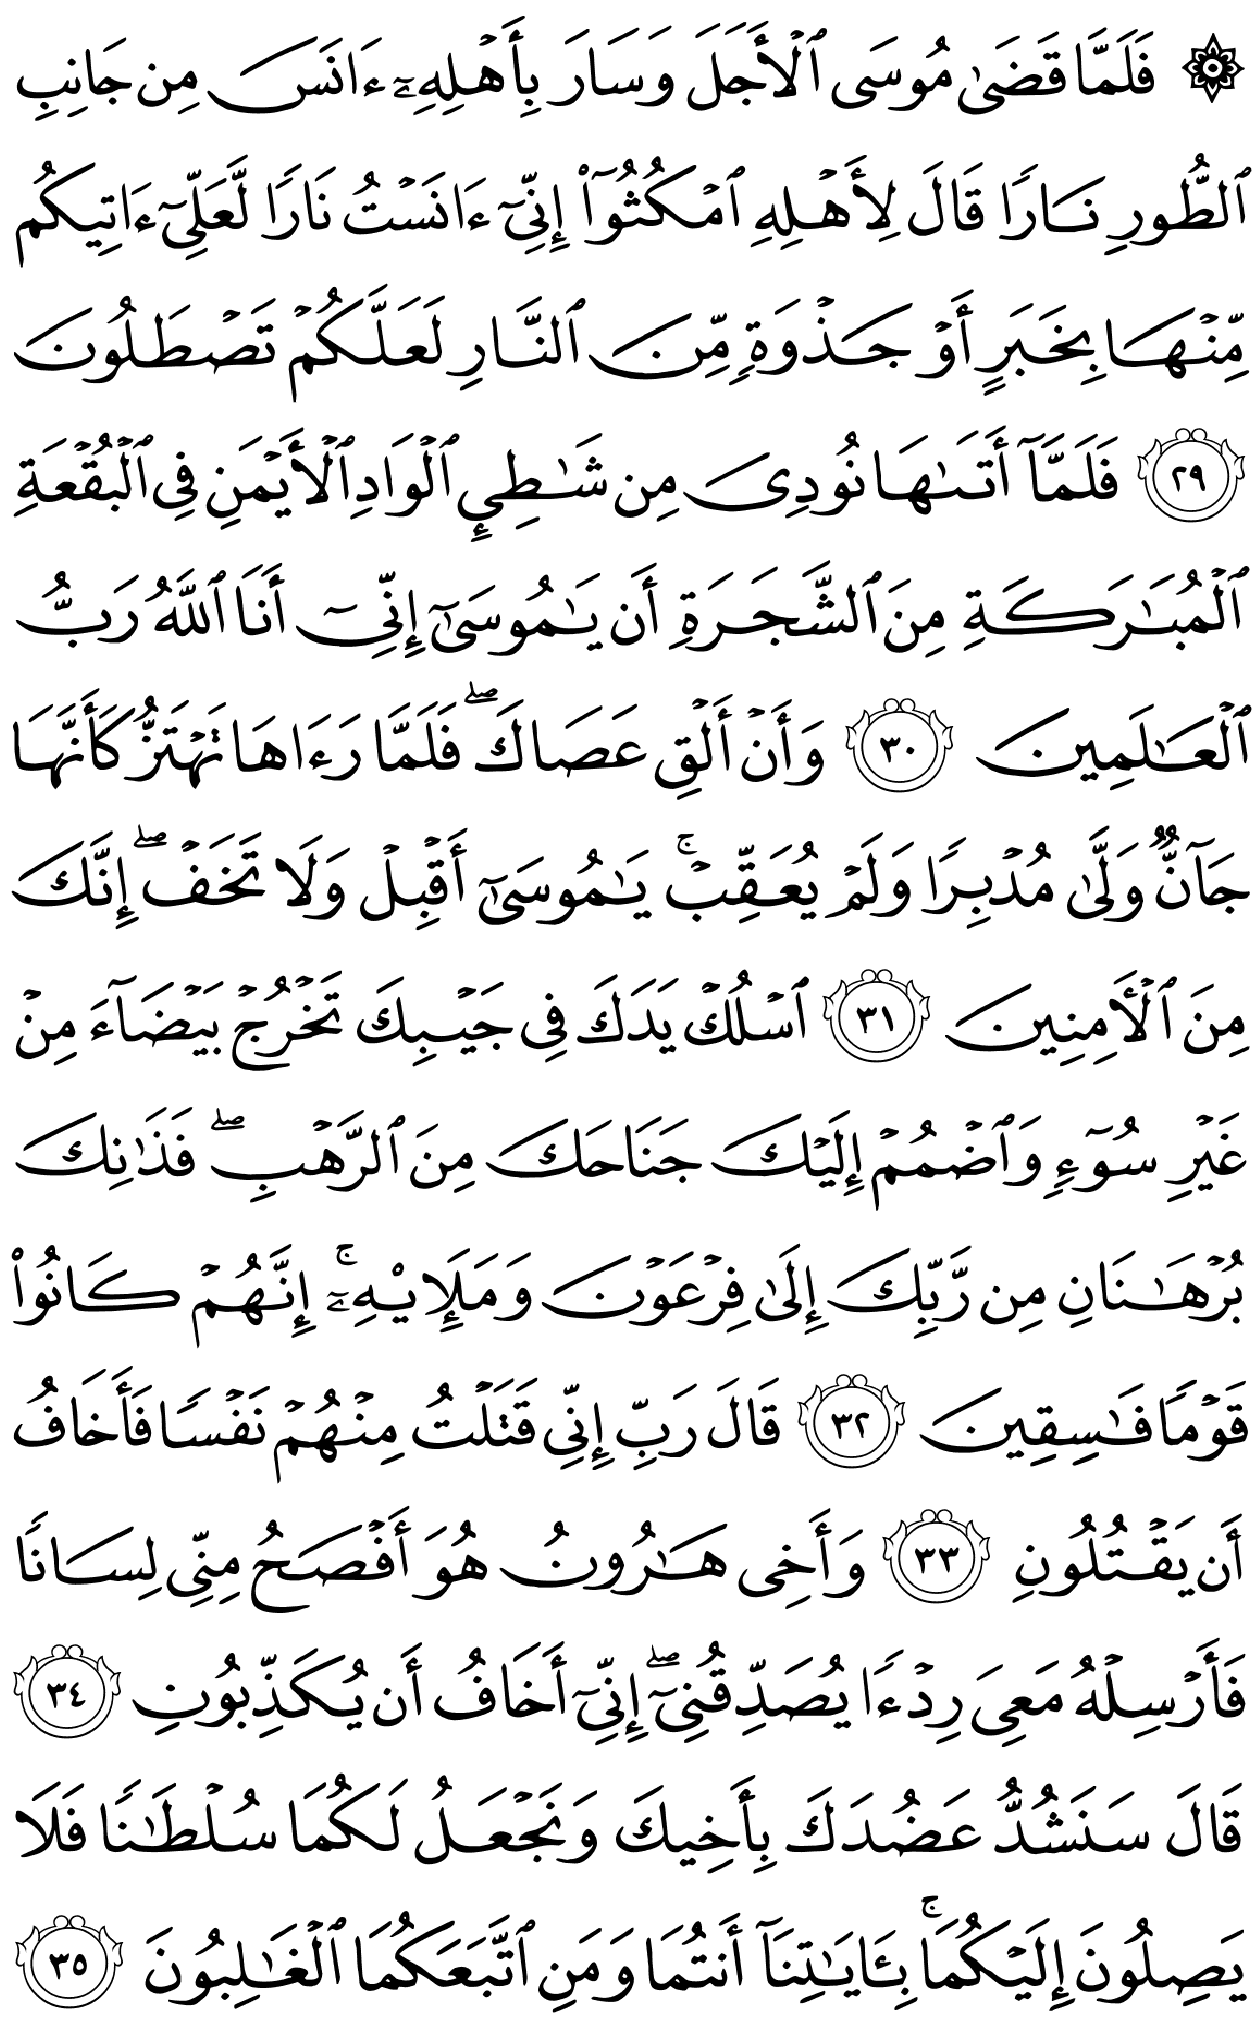 ۞ فَلَمَّا قَضَىٰ مُوسَى ٱلۡأَجَلَ وَسَارَ بِأَهۡلِهِۦٓ ءَانَسَ مِن جَانِبِ
ٱلطُّورِ نَارٗا قَالَ لِأَهۡلِهِ ٱمۡكُثُوٓاْ إِنِّيٓ ءَانَسۡتُ نَارٗا لَّعَلِّيٓ ءَاتِيكُم
مِّنۡهَا بِخَبَرٍ أَوۡ جَذۡوَةٖ مِّنَ ٱلنَّارِ لَعَلَّكُمۡ تَصۡطَلُونَ
٢٩ فَلَمَّآ أَتَىٰهَا نُودِيَ مِن شَٰطِيِٕ ٱلۡوَادِ ٱلۡأَيۡمَنِ فِي ٱلۡبُقۡعَةِ
ٱلۡمُبَٰرَكَةِ مِنَ ٱلشَّجَرَةِ أَن يَٰمُوسَىٰٓ إِنِّيٓ أَنَا ٱللَّهُ رَبُّ
ٱلۡعَٰلَمِينَ ٣٠ وَأَنۡ أَلۡقِ عَصَاكَۖ فَلَمَّا رَءَاهَا تَهۡتَزُّ كَأَنَّهَا
جَآنّٞ وَلَّىٰ مُدۡبِرٗا وَلَمۡ يُعَقِّبۡۚ يَٰمُوسَىٰٓ أَقۡبِلۡ وَلَا تَخَفۡۖ إِنَّكَ
مِنَ ٱلۡأٓمِنِينَ ٣١ ٱسۡلُكۡ يَدَكَ فِي جَيۡبِكَ تَخۡرُجۡ بَيۡضَآءَ مِنۡ
غَيۡرِ سُوٓءٖ وَٱضۡمُمۡ إِلَيۡكَ جَنَاحَكَ مِنَ ٱلرَّهۡبِۖ فَذَٰنِكَ
بُرۡهَٰنَانِ مِن رَّبِّكَ إِلَىٰ فِرۡعَوۡنَ وَمَلَإِيْهِۦٓۚ إِنَّهُمۡ كَانُواْ
قَوۡمٗا فَٰسِقِينَ ٣٢ قَالَ رَبِّ إِنِّي قَتَلۡتُ مِنۡهُمۡ نَفۡسٗا فَأَخَافُ
أَن يَقۡتُلُونِ ٣٣ وَأَخِي هَٰرُونُ هُوَ أَفۡصَحُ مِنِّي لِسَانٗا
فَأَرۡسِلۡهُ مَعِيَ رِدۡءٗا يُصَدِّقُنِيٓۖ إِنِّيٓ أَخَافُ أَن يُكَذِّبُونِ ٣٤
قَالَ سَنَشُدُّ عَضُدَكَ بِأَخِيكَ وَنَجۡعَلُ لَكُمَا سُلۡطَٰنٗا فَلَا
يَصِلُونَ إِلَيۡكُمَا بِـَٔايَٰتِنَآۚ أَنتُمَا وَمَنِ ٱتَّبَعَكُمَا ٱلۡغَٰلِبُونَ ٣٥